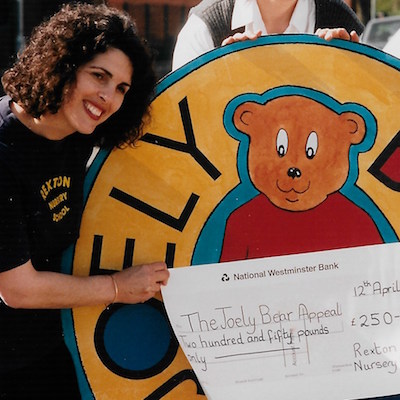 JOELY
REXTON
NURSERY
SCHOOL
National Westminster Bank
12th April
The Joely Bear Appeal
Two hundred and fifty pounds
£250-
only
Rexton
Nursery